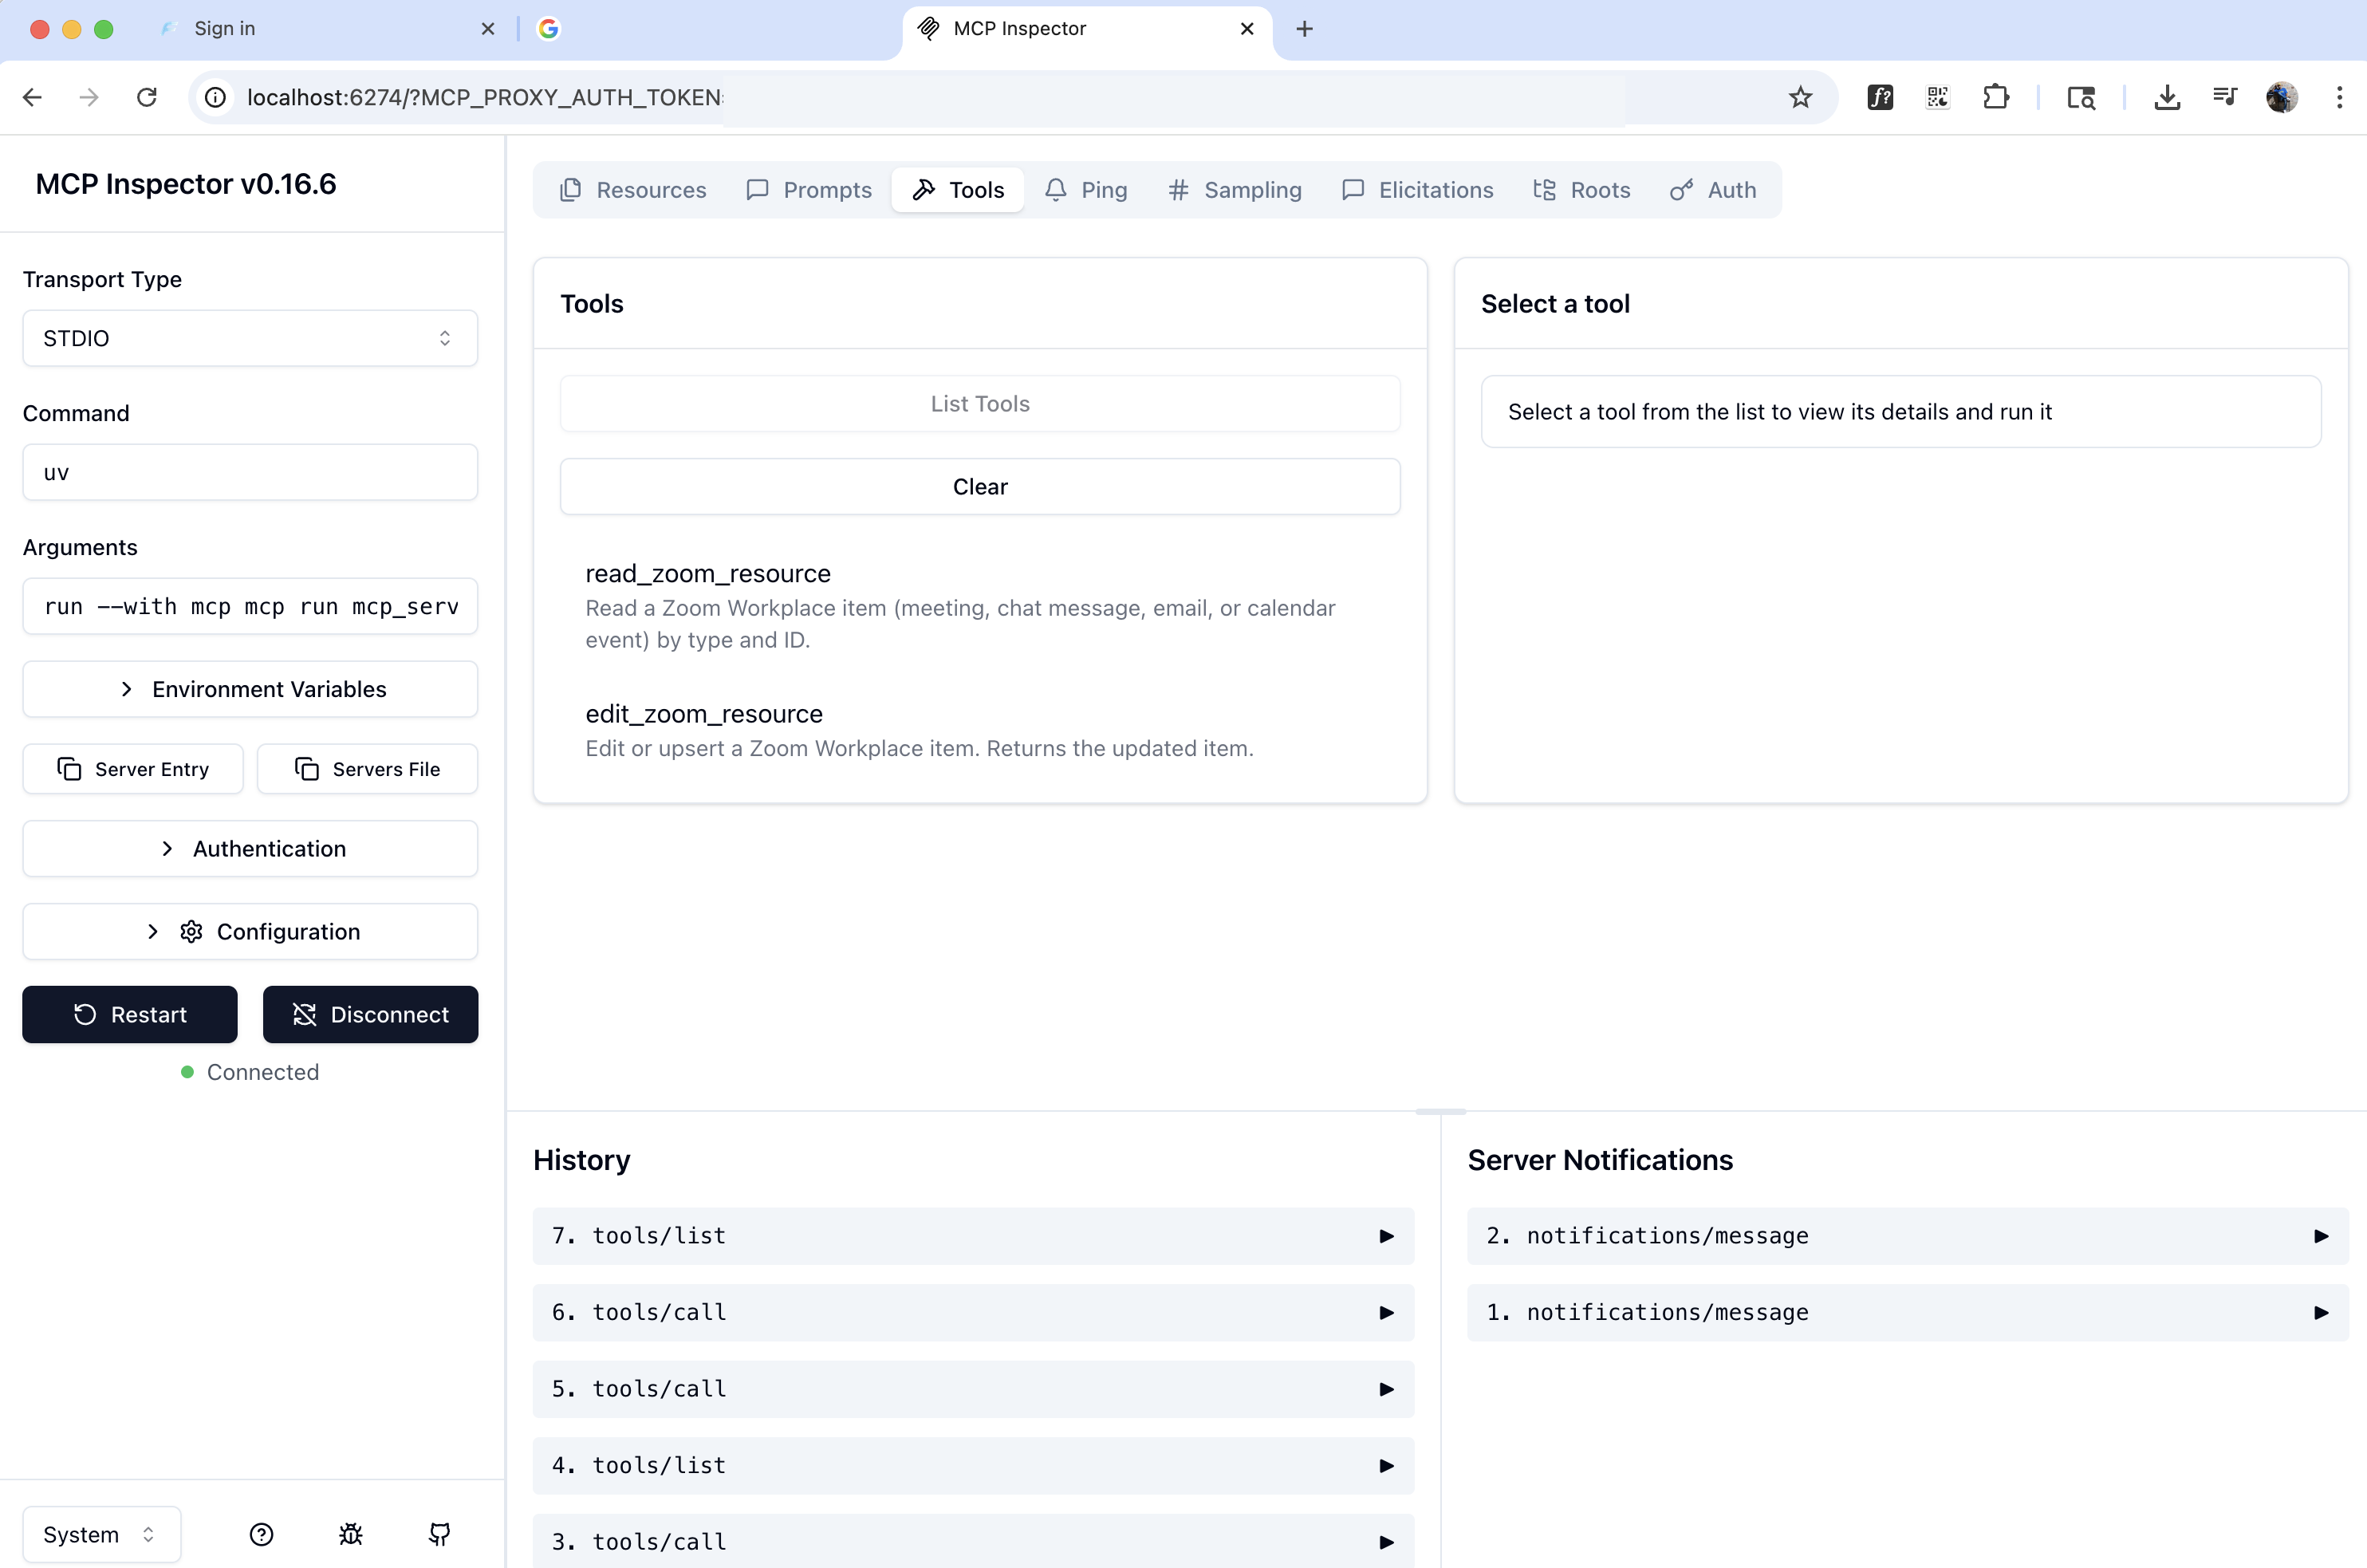 Sign in
MCP Inspector
localhost:6274/?MCP_PROXY_AUTH_TOKEN
MCP Inspector v0.16.6
Transport Type
STDIO
Command
uv
Arguments
run --with mcp mcp run mcp_serv
Environment Variables
Server Entry
Servers File
Authentication
Configuration
Restart
Disconnect
Connected
System
Resources
Prompts
Tools
Ping
Sampling
Elicitations
Roots
Auth
Tools
List Tools
Clear
read_zoom_resource
Read a Zoom Workplace item (meeting, chat message, email, or calendar
event) by type and ID.
edit_zoom_resource
Edit or upsert a Zoom Workplace item. Returns the updated item.
Select a tool
Select a tool from the list to view its details and run it
History
7. tools/list
6. tools/call
5. tools/call
4. tools/list
3. tools/call
Server Notifications
2. notifications/message
1. notifications/message